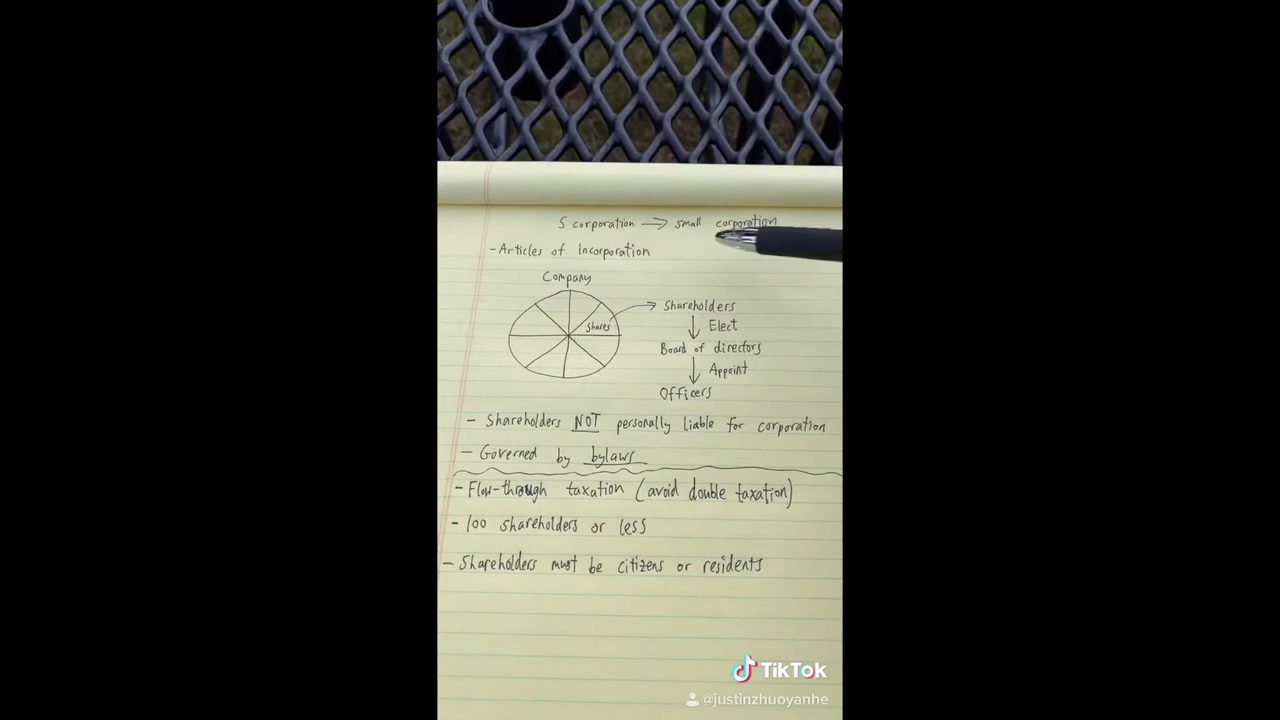 S corporation → small corporation
- Articles of incorporation
Company
shares
Shareholders
Elect
Board of directors
Appoint
Officers
- Shareholders NOT personally liable for corporation
- Governed by bylaws
- Flow-through taxation (avoid double taxation)
- 100 shareholders or less
- Shareholders must be citizens or residents
TikTok
@justinzhuoyanhe